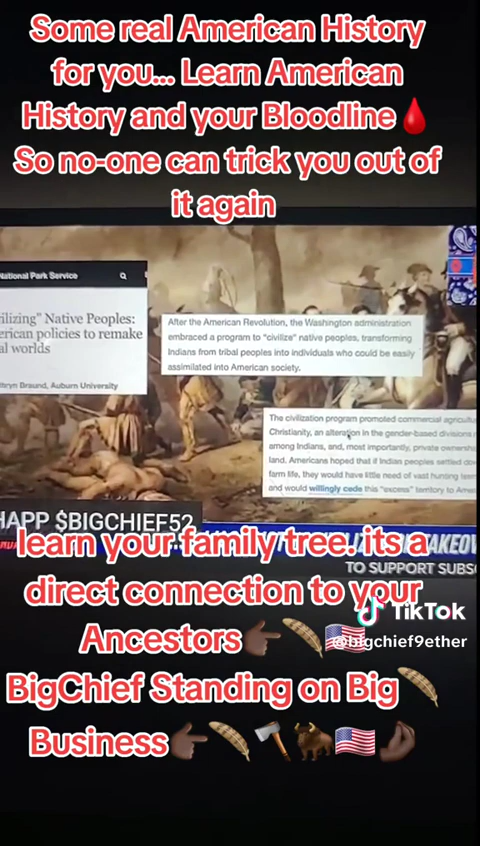 Some real American History
for you... Learn American
History and your Bloodline
So no-one can trick you out of
it again
National Park Service
ilizing" Native Peoples:
erican policies to remake
al worlds
Braund, Auburn University
After the American Revolution, the Washington administration
embraced a program to "civilize" native peoples, transforming
Indians from tribal peoples into individuals who could be easily
assimilated into American society.
The civilization program promoted commercial agricultu
Christianity, an alteration in the gender-based divisions
among Indians, and, most importantly, private ownersh
land. Americans hoped that if Indian peoples settled do
farm life, they would have little need of vast hunting terr
and would willingly cede this "excess" territory to Ame
HAPP $BIGCHIEF52
learn your family tree. its a
TAKEOV
TO SUPPORT SUBS
direct connection to your
Ancestors
TikTok
@bigchief9ether
BigChief Standing on Big
Business